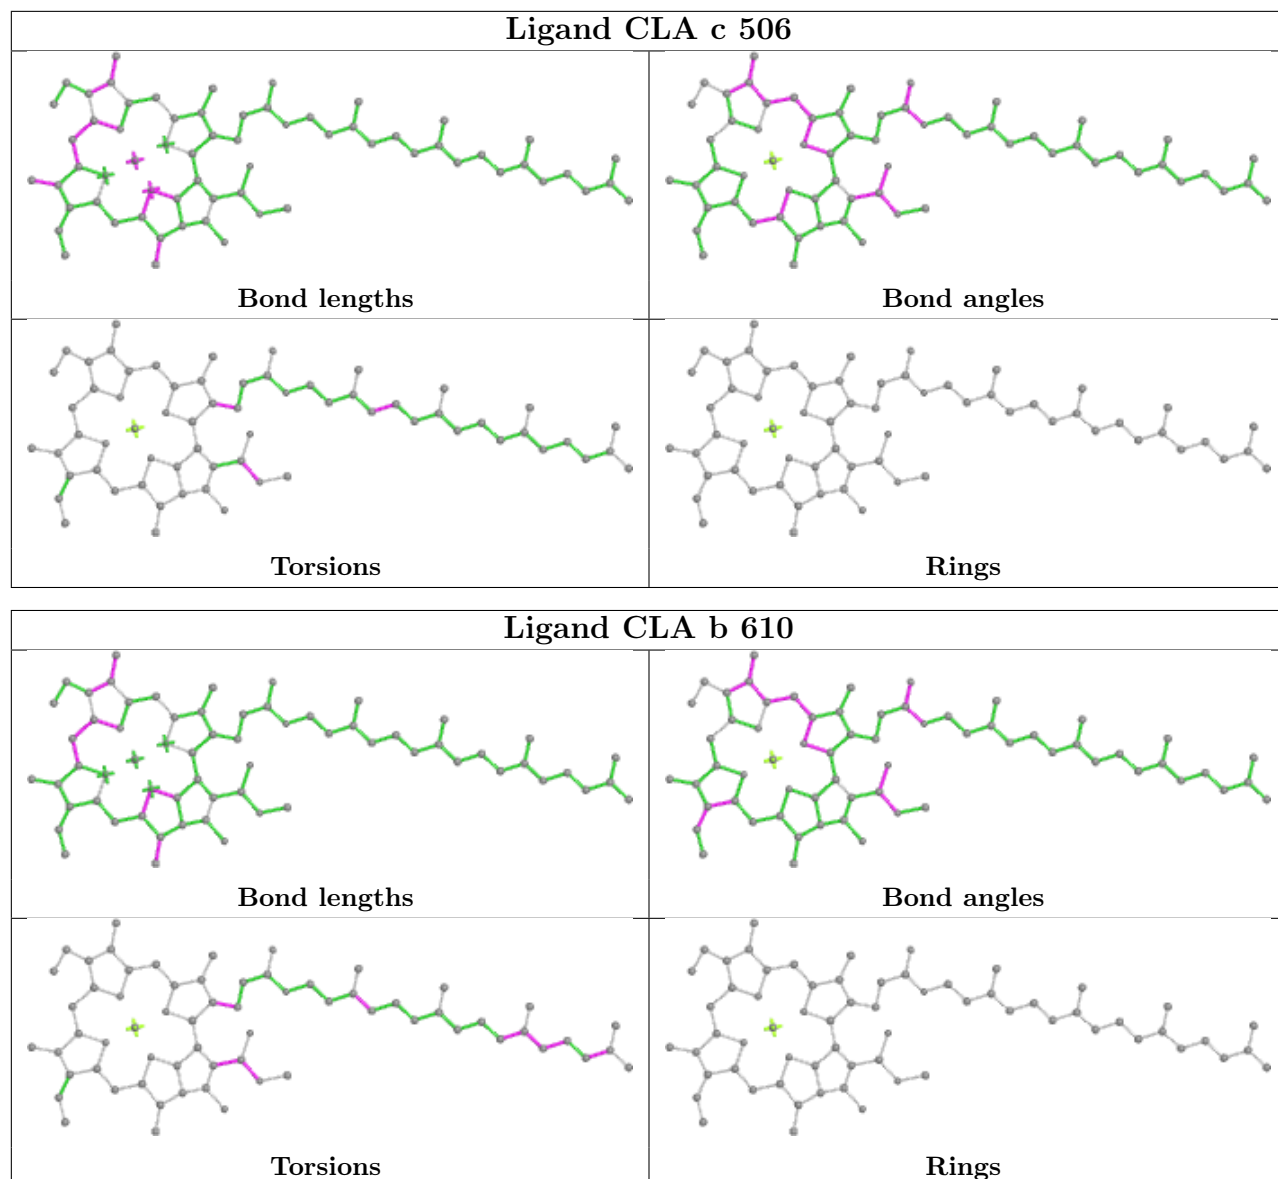 Ligand CLA c 506
Bond lengths
Bond angles
Torsions
Rings
Ligand CLA b 610
Bond lengths
Bond angles
Torsions
Rings